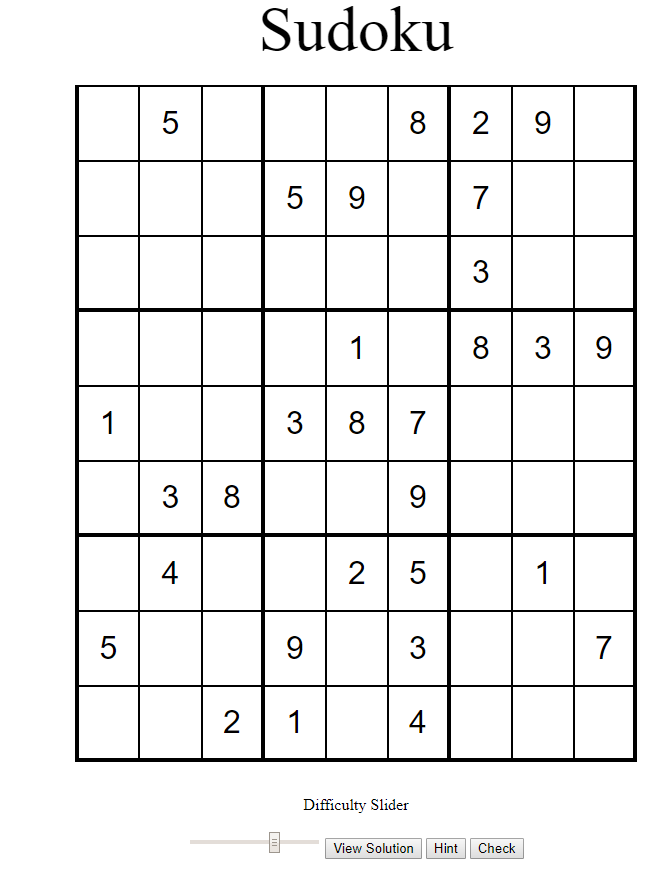 Sudoku
5 8 2 9
5 9 7
3
1 8 3 9
1 3 8 7
3 8 9
4 2 5 1
5 9 3 7
2 1 4
Difficulty Slider
View Solution Hint Check